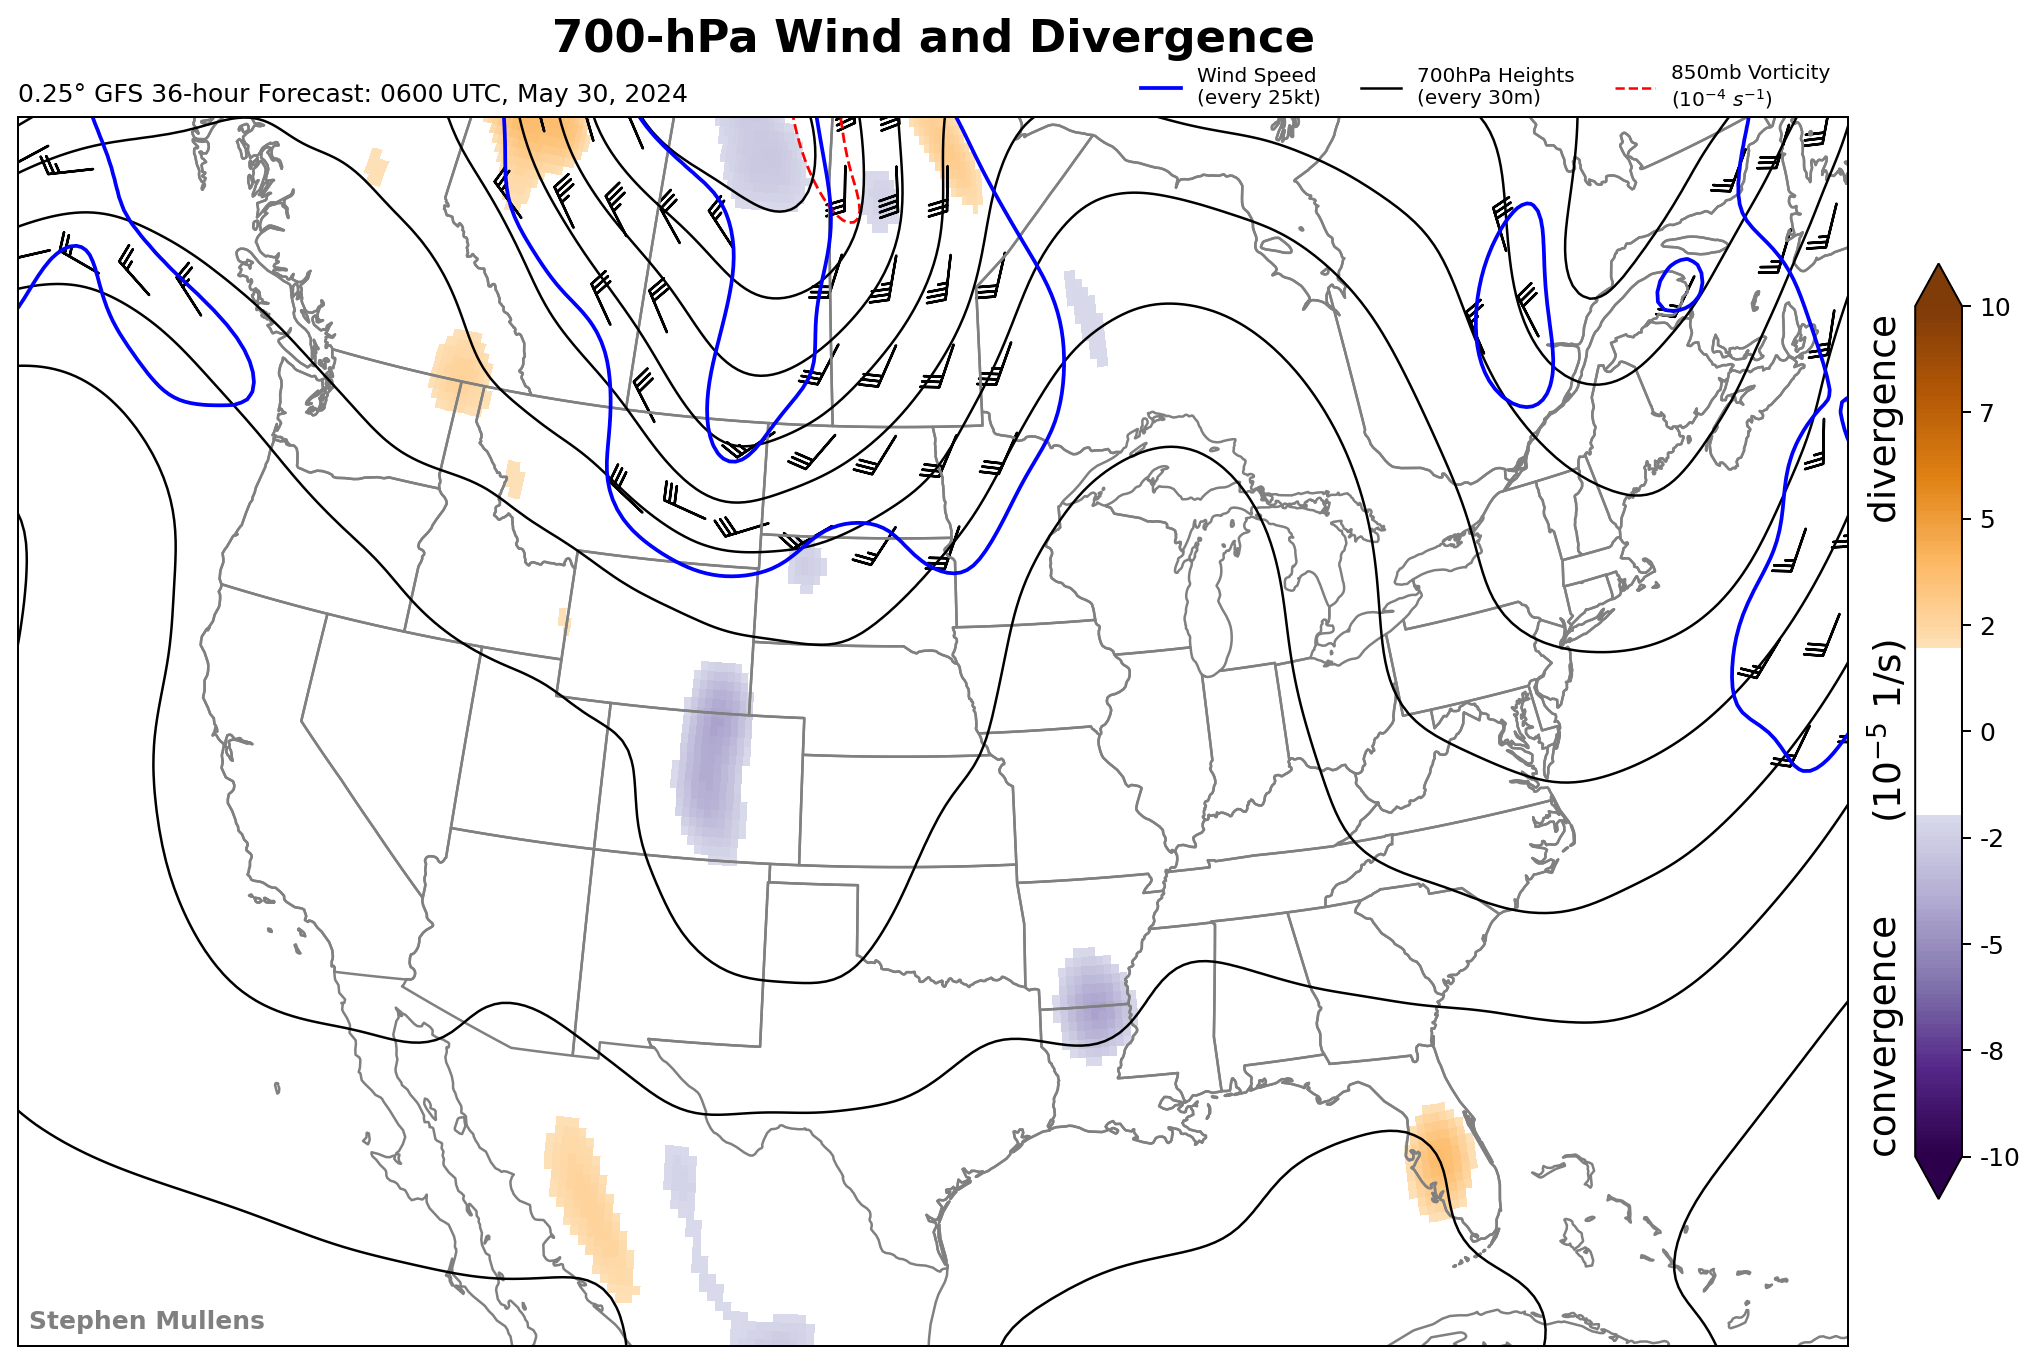 700-hPa Wind and Divergence
0.25° GFS 36-hour Forecast: 0600 UTC, May 30, 2024
Wind Speed
(every 25kt)
700hPa Heights
(every 30m)
850mb Vorticity
(10⁻⁴ s⁻¹)
10
7
5
2
0
-2
-5
-8
-10
convergence (10⁻⁵ 1/s) divergence
Stephen Mullens